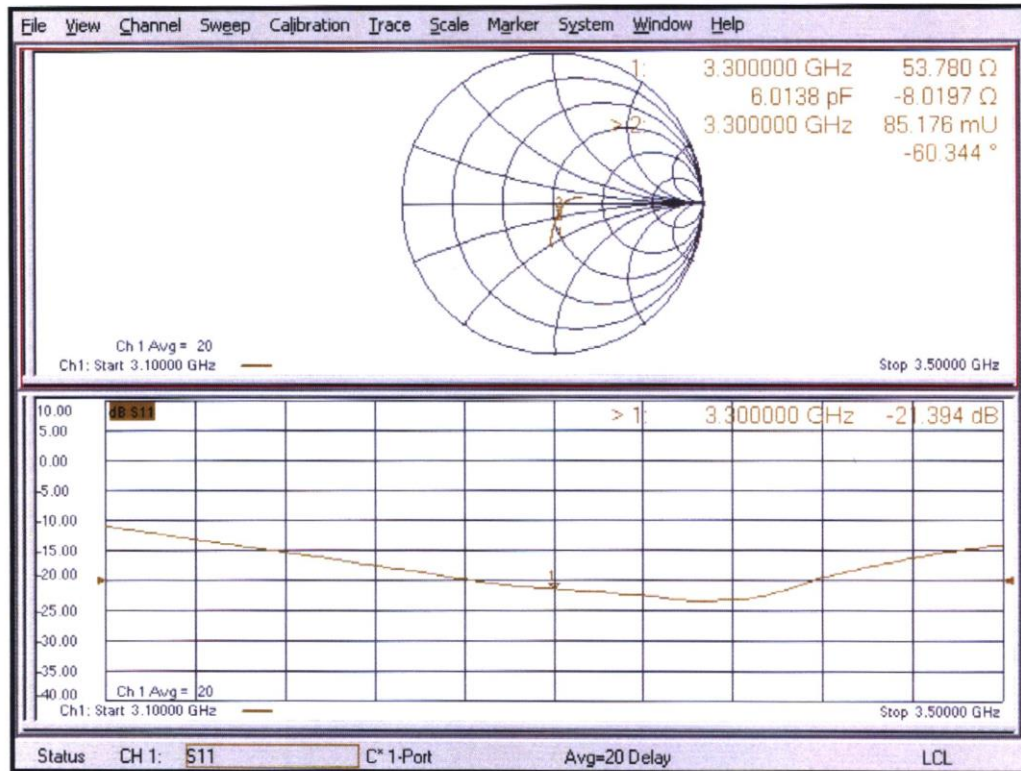 File View Channel Sweep Calibration Trace Scale Marker System Window Help
1: 3.300000 GHz 53.780 Ω
6.0138 pF -8.0197 Ω
> 2: 3.300000 GHz 85.176 mU
-60.344 °
Ch 1 Avg = 20
Ch1: Start 3.10000 GHz Stop 3.50000 GHz
10.00 dB S11 > 1: 3.300000 GHz -21.394 dB
5.00
0.00
-5.00
-10.00
-15.00
-20.00 1
-25.00
-30.00
-35.00
-40.00 Ch 1 Avg = 20
Ch1: Start 3.10000 GHz Stop 3.50000 GHz
Status CH 1: S11 C* 1-Port Avg=20 Delay LCL